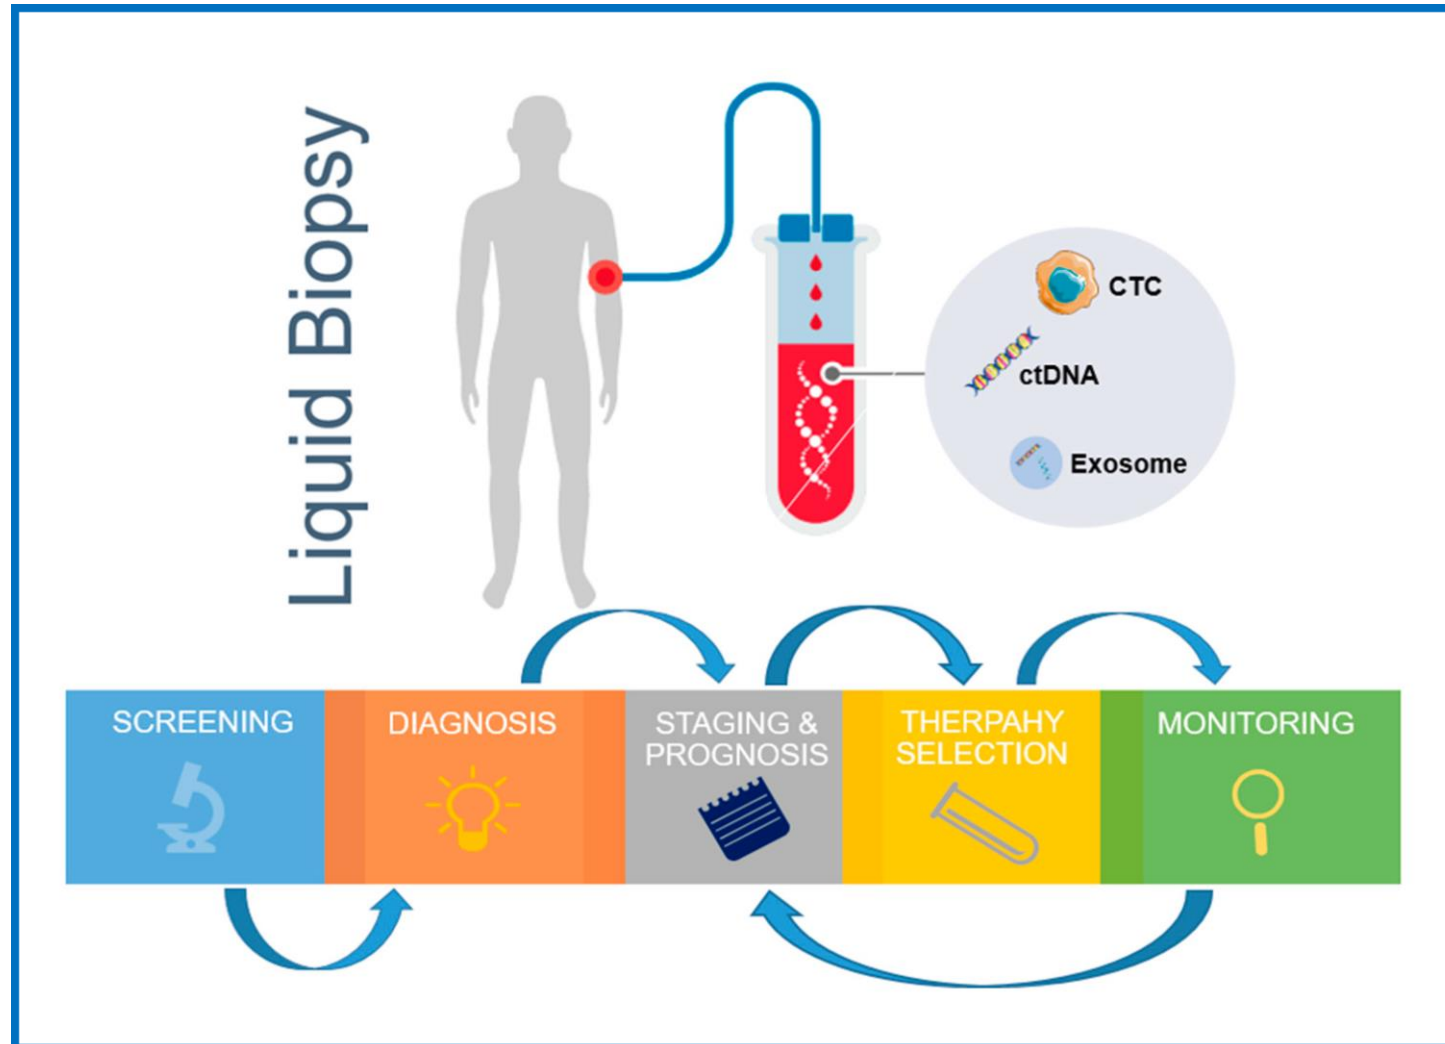 Liquid Biopsy
CTC
ctDNA
Exosome
SCREENING
DIAGNOSIS
STAGING &
PROGNOSIS
THERPAHY
SELECTION
MONITORING